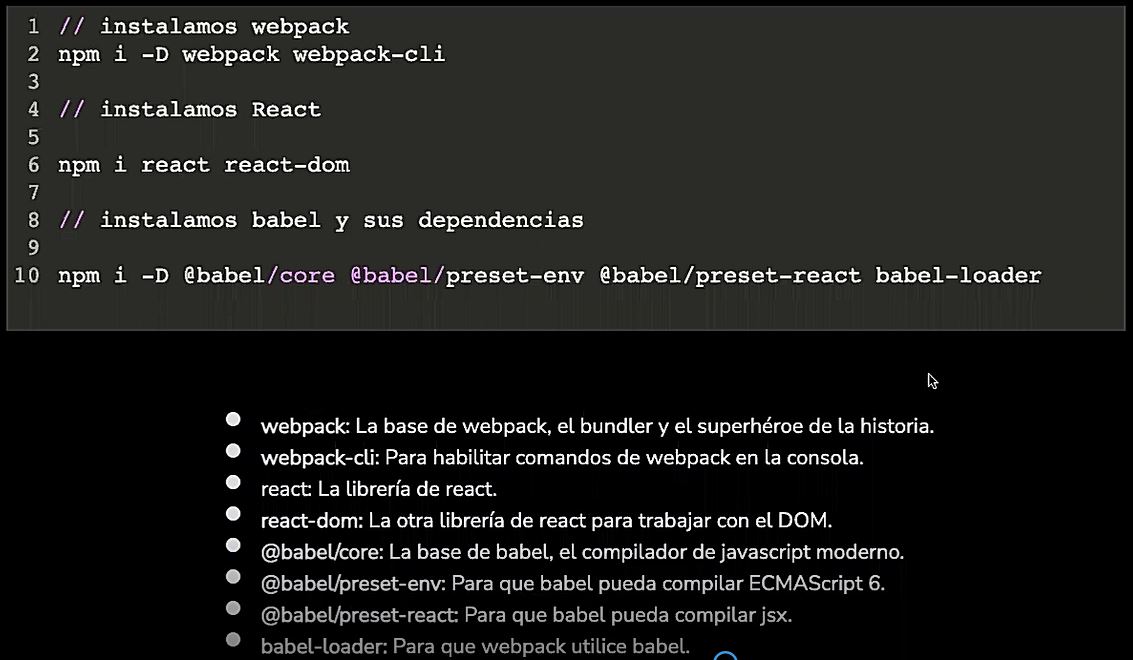 1 // instalamos webpack
2 npm i -D webpack webpack-cli
3
4 // instalamos React
5
6 npm i react react-dom
7
8 // instalamos babel y sus dependencias
9
10 npm i -D @babel/core @babel/preset-env @babel/preset-react babel-loader
webpack: La base de webpack, el bundler y el superhéroe de la historia.
webpack-cli: Para habilitar comandos de webpack en la consola.
react: La librería de react.
react-dom: La otra librería de react para trabajar con el DOM.
@babel/core: La base de babel, el compilador de javascript moderno.
@babel/preset-env: Para que babel pueda compilar ECMAScript 6.
@babel/preset-react: Para que babel pueda compilar jsx.
babel-loader: Para que webpack utilice babel.